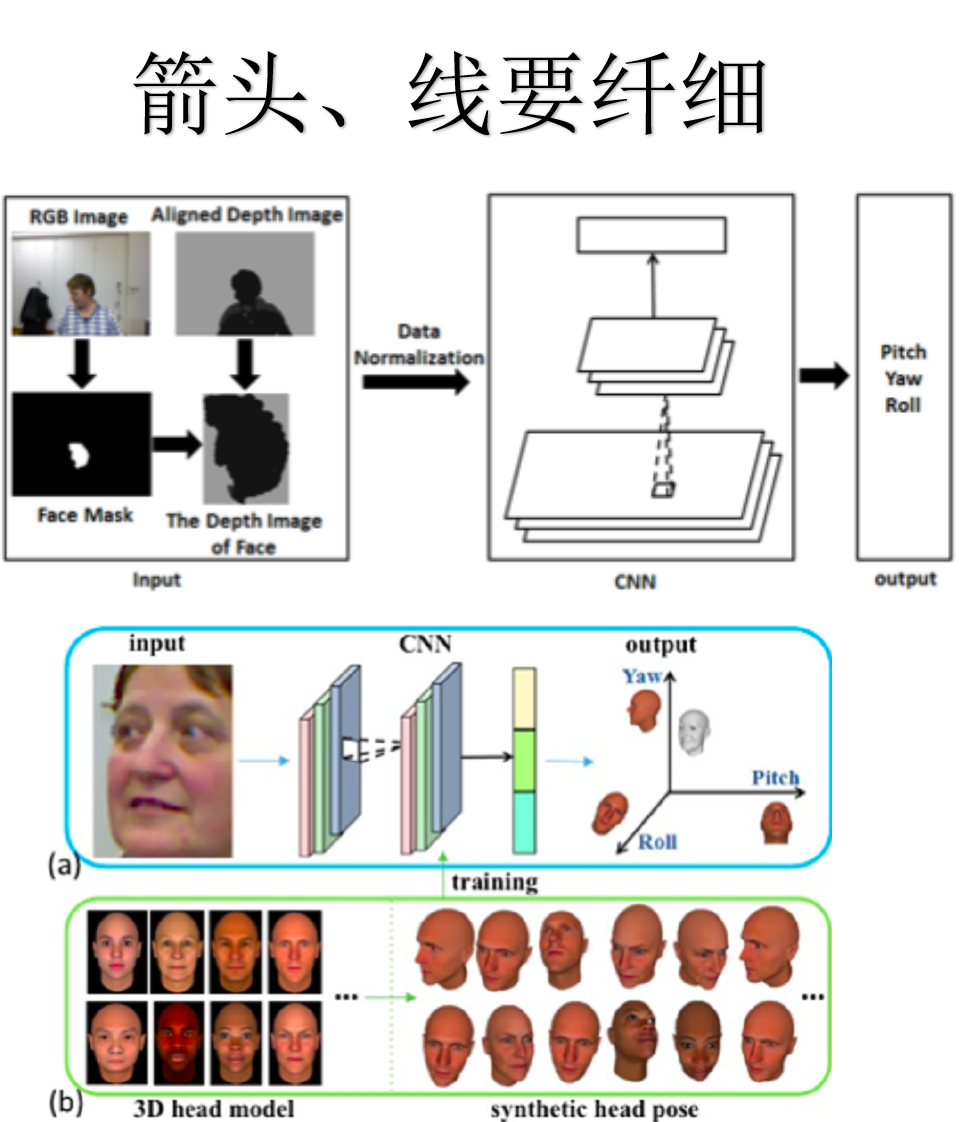 箭头、线要纤细
RGB Image
Aligned Depth Image
Face Mask
The Depth Image
of Face
Input
Data
Normalization
CNN
Pitch
Yaw
Roll
output
input
CNN
output
Yaw
Pitch
Roll
(a)
training
...
...
(b)
3D head model
synthetic head pose